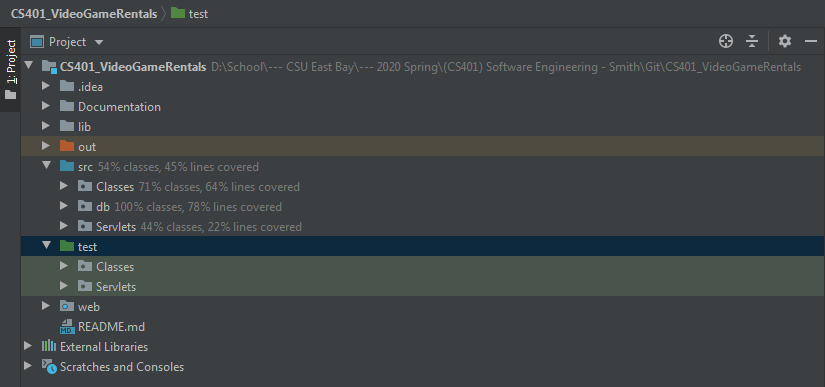 CS401_VideoGameRentals test
1: Project
Project
CS401_VideoGameRentals D:\School\--- CSU East Bay\--- 2020 Spring\(CS401) Software Engineering - Smith\Git\CS401_VideoGameRentals
.idea
Documentation
lib
out
src 54% classes, 45% lines covered
Classes 71% classes, 64% lines covered
db 100% classes, 78% lines covered
Servlets 44% classes, 22% lines covered
test
Classes
Servlets
web
MD README.md
External Libraries
Scratches and Consoles